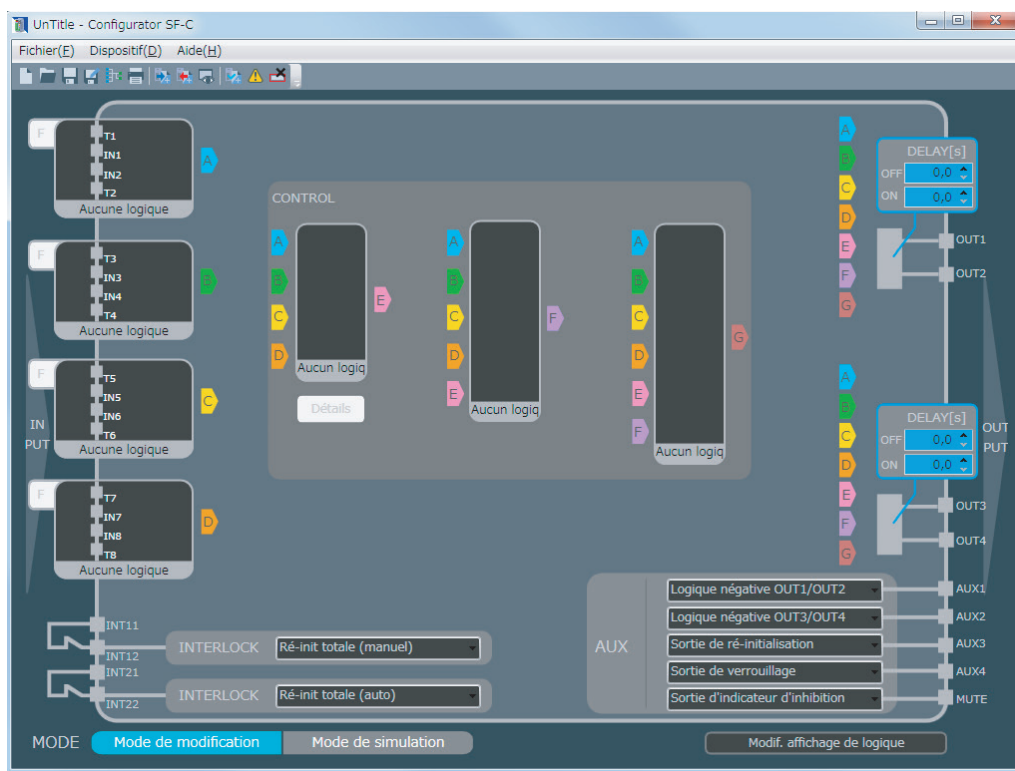 UnTitle - Configurator SF-C
Fichier(F) Dispositif(D) Aide(H)
F
T1
IN1
IN2
T2
Aucune logique
A
F
T3
IN3
IN4
T4
Aucune logique
B
F
T5
IN5
IN6
T6
Aucune logique
C
F
T7
IN7
IN8
T8
Aucune logique
D
IN
PUT
CONTROL
A
B
C
D
Aucun logiq
E
Détails
A
B
C
D
E
Aucun logiq
F
A
B
C
D
E
F
Aucun logiq
G
A
B
C
D
E
F
G
DELAY[s]
OFF 0,0
ON 0,0
OUT1
OUT2
A
B
C
D
E
F
G
DELAY[s]
OFF 0,0
ON 0,0
OUT3
OUT4
OUT
PUT
INT11
INT12
INTERLOCK Ré-init totale (manuel)
INT21
INT22
INTERLOCK Ré-init totale (auto)
AUX
Logique négative OUT1/OUT2 AUX1
Logique négative OUT3/OUT4 AUX2
Sortie de ré-initialisation AUX3
Sortie de verrouillage AUX4
Sortie d'indicateur d'inhibition MUTE
MODE Mode de modification Mode de simulation Modif. affichage de logique